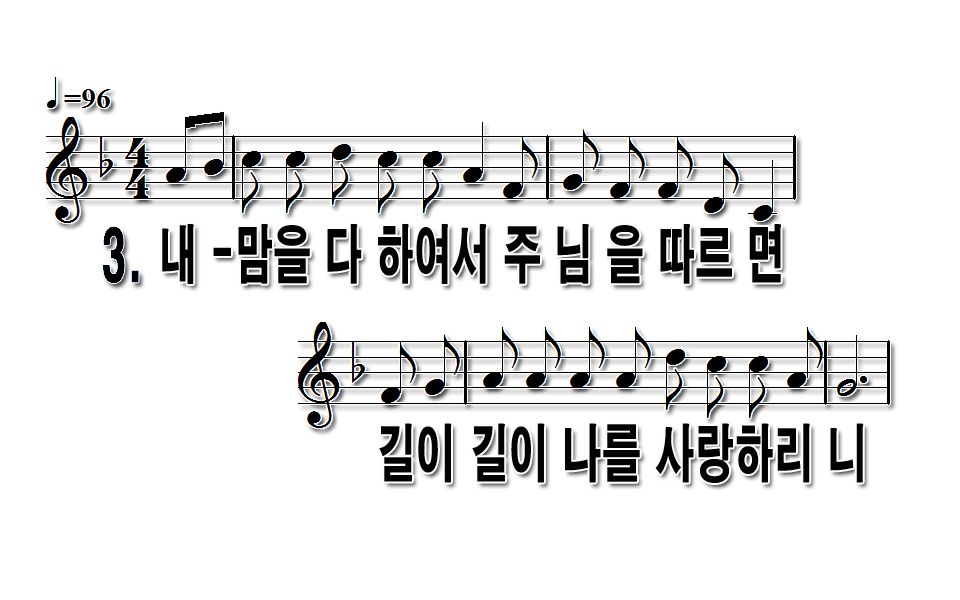 ♩=96
3. 내 -맘을 다 하여서 주 님 을 따르 면
길이 길이 나를 사랑하리 니